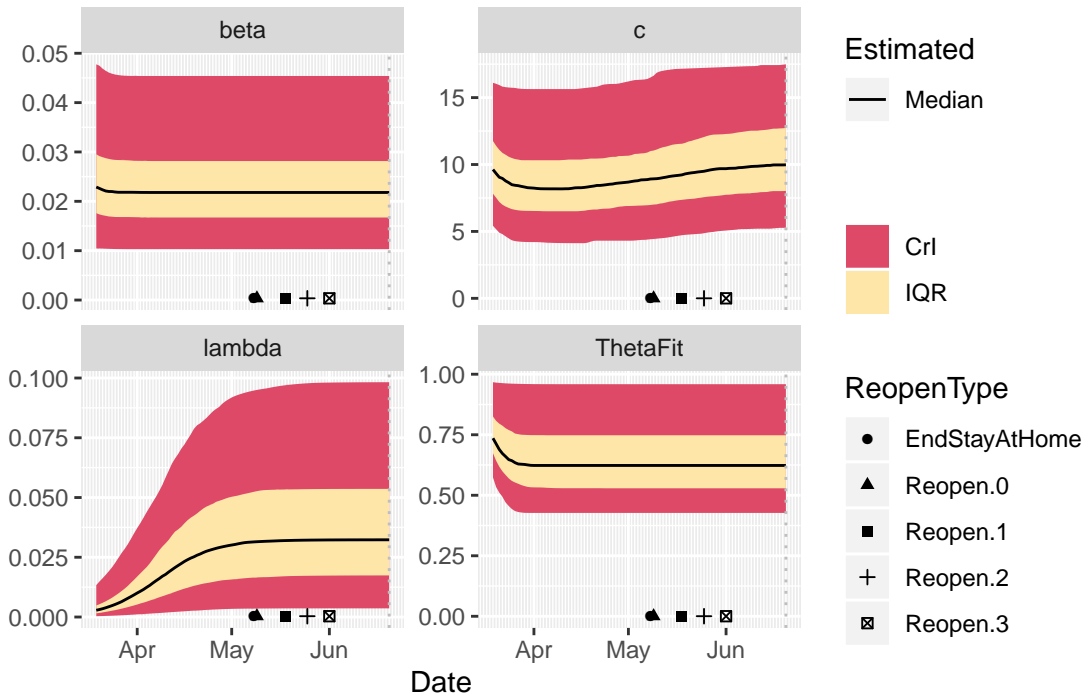 beta
c
0.05
0.04
0.03
0.02
0.01
0.00
15
10
5
0
lambda
ThetaFit
0.100
0.075
0.050
0.025
0.000
1.00
0.75
0.50
0.25
0.00
Apr May Jun
Apr May Jun
Date
Estimated
Median
CrI
IQR
ReopenType
EndStayAtHome
Reopen.0
Reopen.1
Reopen.2
Reopen.3